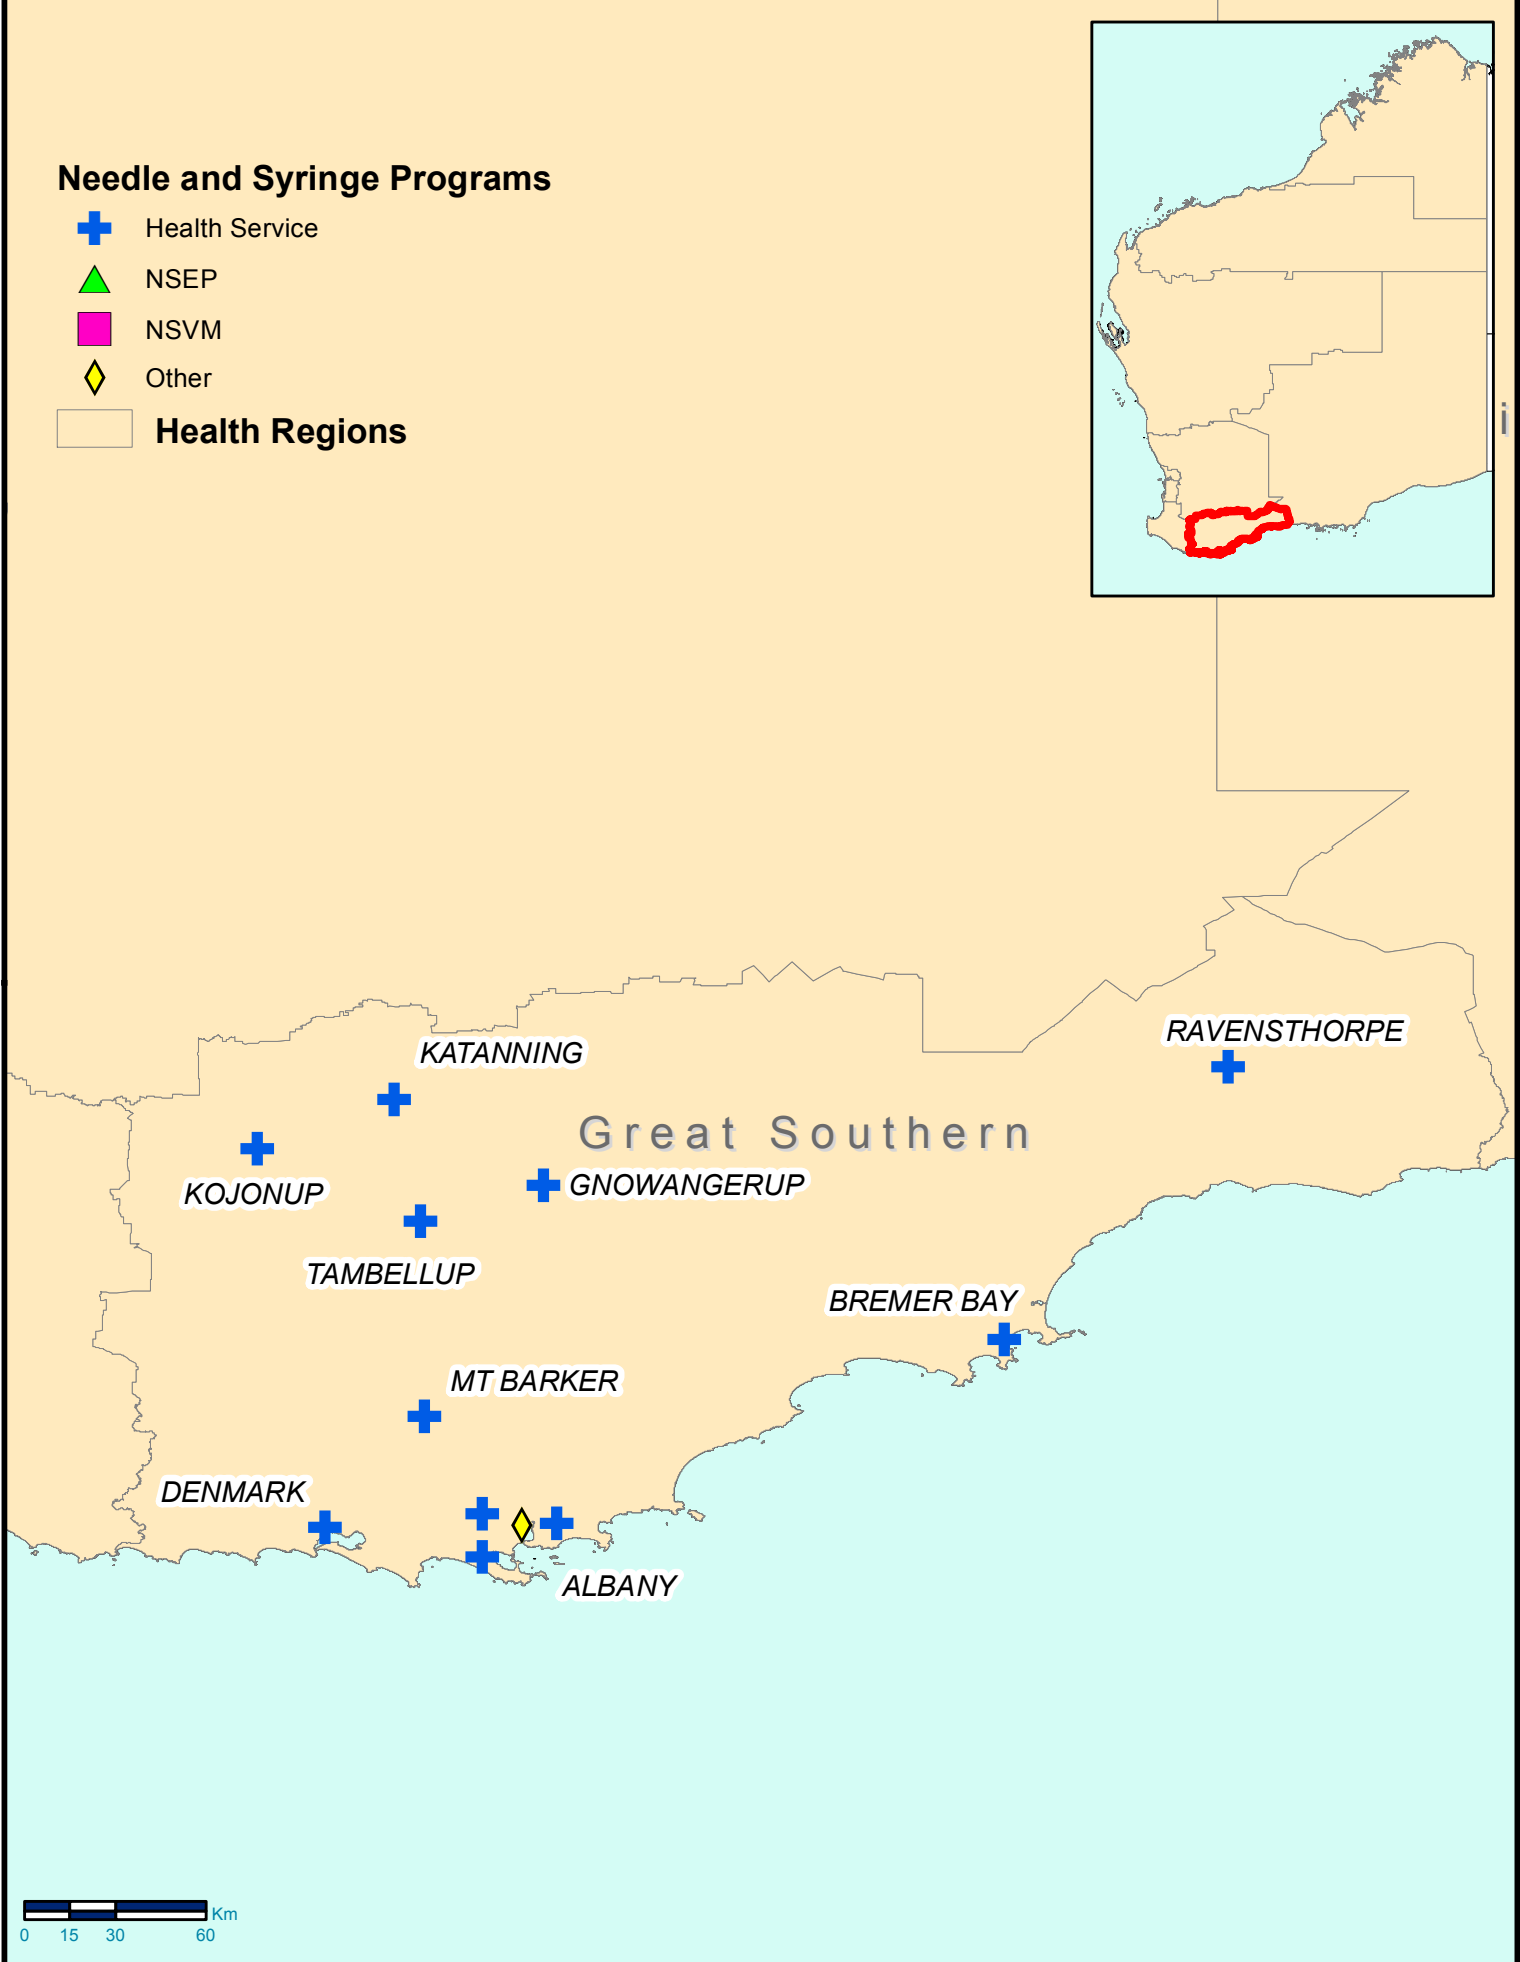 Needle and Syringe Programs
Health Service
NSEP
NSVM
Other
Health Regions
i
RAVENSTHORPE
KATANNING
Great Southern
KOJONUP
GNOWANGERUP
TAMBELLUP
BREMER BAY
MT BARKER
DENMARK
ALBANY
Km
0 15 30 60